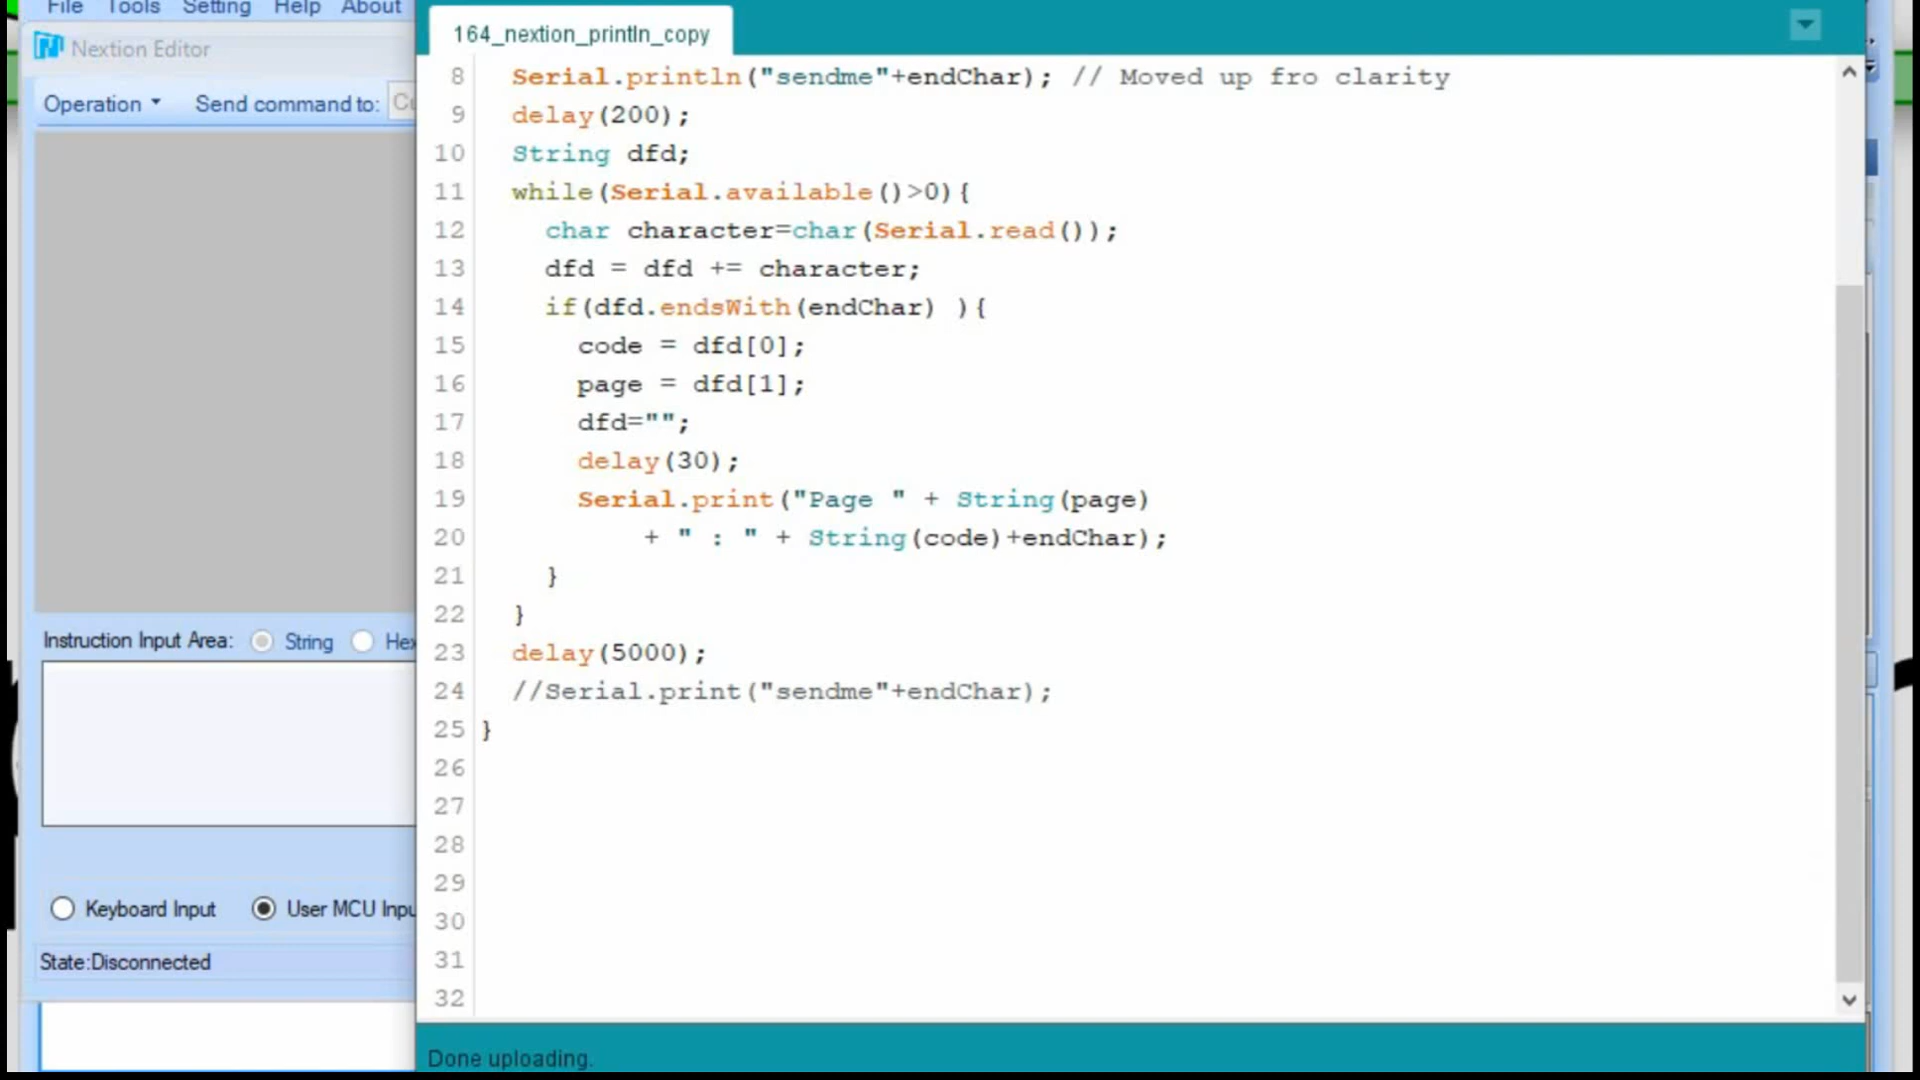 File Tools Setting Help About
Nextion Editor
Operation Send command to:
Instruction Input Area: String Hex
Keyboard Input User MCU Inpu
State:Disconnected
164_nextion_println_copy
8 Serial.println("sendme"+endChar); // Moved up fro clarity
9 delay(200);
10 String dfd;
11 while(Serial.available()>0){
12 char character=char(Serial.read());
13 dfd = dfd += character;
14 if(dfd.endsWith(endChar) ){
15 code = dfd[0];
16 page = dfd[1];
17 dfd="";
18 delay(30);
19 Serial.print("Page " + String(page)
20 + " : " + String(code)+endChar);
21 }
22 }
23 delay(5000);
24 //Serial.print("sendme"+endChar);
25 }
26
27
28
29
30
31
32
Done uploading.